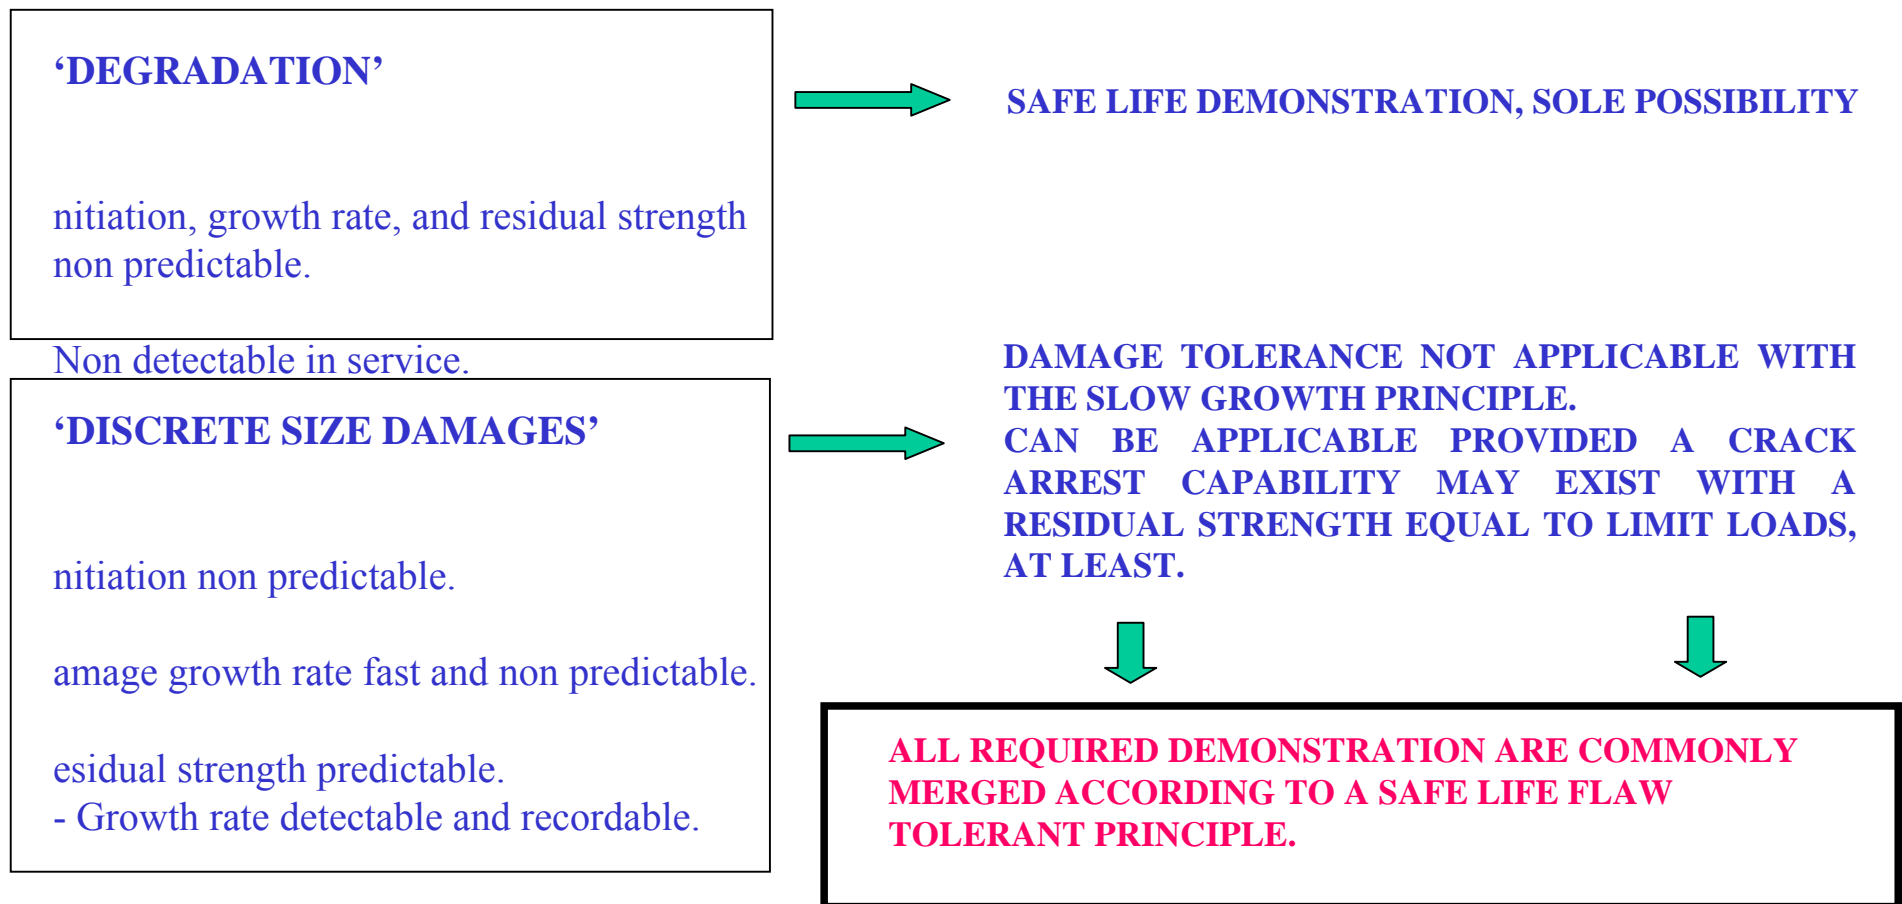 ‘DEGRADATION’
nitiation, growth rate, and residual strength
non predictable.
Non detectable in service.
SAFE LIFE DEMONSTRATION, SOLE POSSIBILITY
‘DISCRETE SIZE DAMAGES’
nitiation non predictable.
amage growth rate fast and non predictable.
esidual strength predictable.
- Growth rate detectable and recordable.
DAMAGE TOLERANCE NOT APPLICABLE WITH
THE SLOW GROWTH PRINCIPLE.
CAN BE APPLICABLE PROVIDED A CRACK
ARREST CAPABILITY MAY EXIST WITH A
RESIDUAL STRENGTH EQUAL TO LIMIT LOADS,
AT LEAST.
ALL REQUIRED DEMONSTRATION ARE COMMONLY
MERGED ACCORDING TO A SAFE LIFE FLAW
TOLERANT PRINCIPLE.